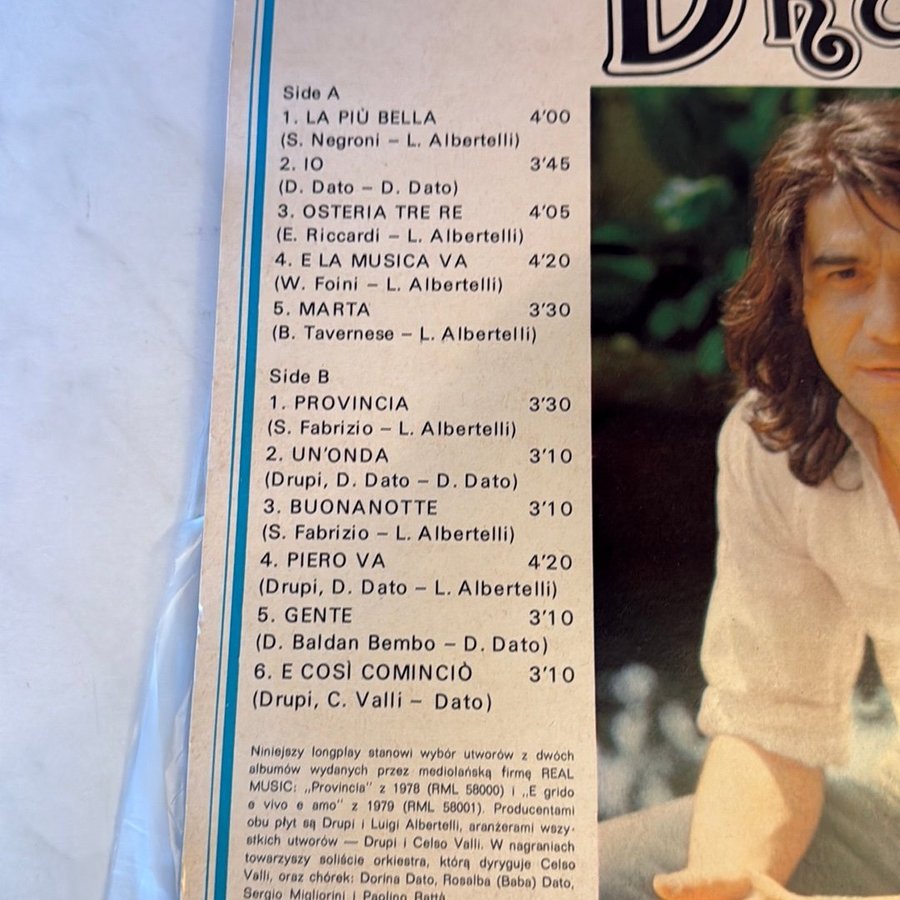 Side A
1. LA PIÙ BELLA 4'00
(S. Negroni – L. Albertelli)
2. IO 3'45
(D. Dato – D. Dato)
3. OSTERIA TRE RE 4'05
(E. Riccardi – L. Albertelli)
4. E LA MUSICA VA 4'20
(W. Foini – L. Albertelli)
5. MARTA 3'30
(B. Tavernese – L. Albertelli)
Side B
1. PROVINCIA 3'30
(S. Fabrizio – L. Albertelli)
2. UN'ONDA 3'10
(Drupi, D. Dato – D. Dato)
3. BUONANOTTE 3'10
(S. Fabrizio – L. Albertelli)
4. PIERO VA 4'20
(Drupi, D. Dato – L. Albertelli)
5. GENTE 3'10
(D. Baldan Bembo – D. Dato)
6. E COSÌ COMINCIÒ 3'10
(Drupi, C. Valli – Dato)
Niniejszy longplay stanowi wybór utworów z dwóch
albumów wydanych przez mediolańską firmę REAL
MUSIC: „Provincia" z 1978 (RML 58000) i „E grido
e vivo e amo" z 1979 (RML 58001). Producentami
obu płyt są Drupi i Luigi Albertelli, aranżerami wszy-
stkich utworów — Drupi i Celso Valli. W nagraniach
towarzyszy soliście orkiestra, którą dyryguje Celso
Valli, oraz chórek: Dorina Dato, Rosalba (Baba) Dato,
Sergio Migliorini i Paolino